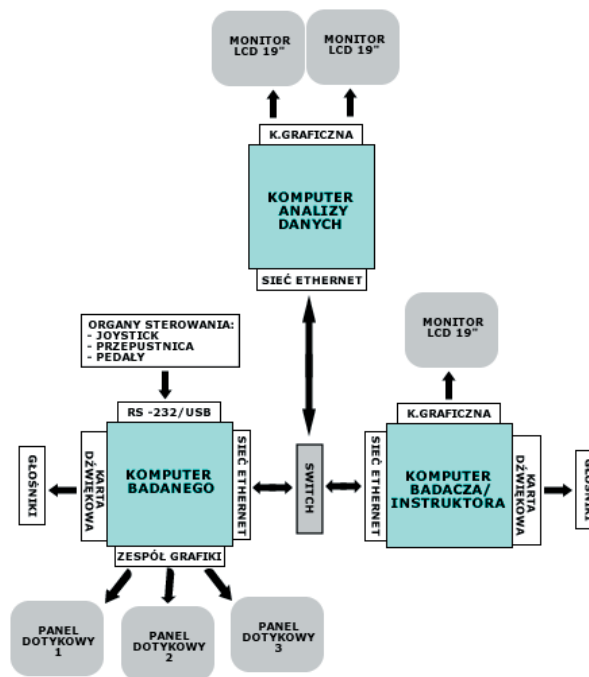 MONITOR
LCD 19"
MONITOR
LCD 19"
K.GRAFICZNA
KOMPUTER
ANALIZY
DANYCH
SIEĆ ETHERNET
ORGANY STEROWANIA:
- JOYSTICK
- PRZEPUSTNICA
- PEDAŁY
MONITOR
LCD 19"
RS -232/USB
K.GRAFICZNA
GŁOŚNIKI
KARTA
DŹWIĘKOWA
KOMPUTER
BADANEGO
SIEĆ ETHERNET
SWITCH
SIEĆ ETHERNET
KOMPUTER
BADACZA/
INSTRUKTORA
KARTA
DŹWIĘKOWA
GŁOŚNIKI
ZESPÓŁ GRAFIKI
PANEL
DOTYKOWY
1
PANEL
DOTYKOWY
2
PANEL
DOTYKOWY
3